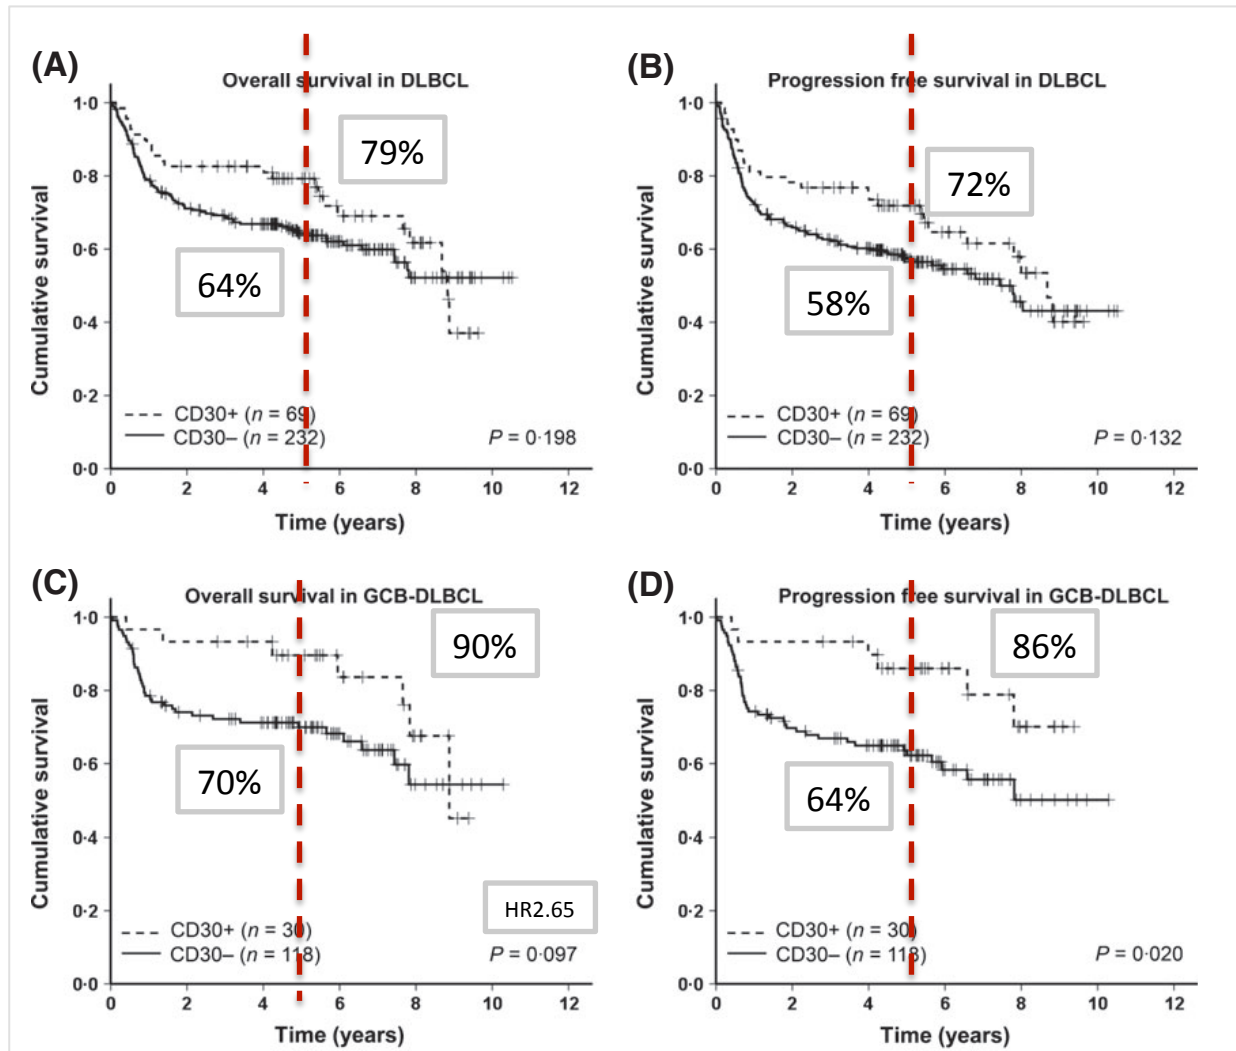 (A)
Overall survival in DLBCL
1·0
0·8
0·6
0·4
0·2
0·0
Cumulative survival
79%
64%
CD30+ (n = 69)
CD30– (n = 232)
P = 0·198
0 2 4 6 8 10 12
Time (years)
(B)
Progression free survival in DLBCL
1·0
0·8
0·6
0·4
0·2
0·0
Cumulative survival
72%
58%
CD30+ (n = 69)
CD30– (n = 232)
P = 0·132
0 2 4 6 8 10 12
Time (years)
(C)
Overall survival in GCB-DLBCL
1·0
0·8
0·6
0·4
0·2
0·0
Cumulative survival
90%
70%
HR2.65
CD30+ (n = 30)
CD30– (n = 118)
P = 0·097
0 2 4 6 8 10 12
Time (years)
(D)
Progression free survival in GCB-DLBCL
1·0
0·8
0·6
0·4
0·2
0·0
Cumulative survival
86%
64%
CD30+ (n = 30)
CD30– (n = 118)
P = 0·020
0 2 4 6 8 10 12
Time (years)